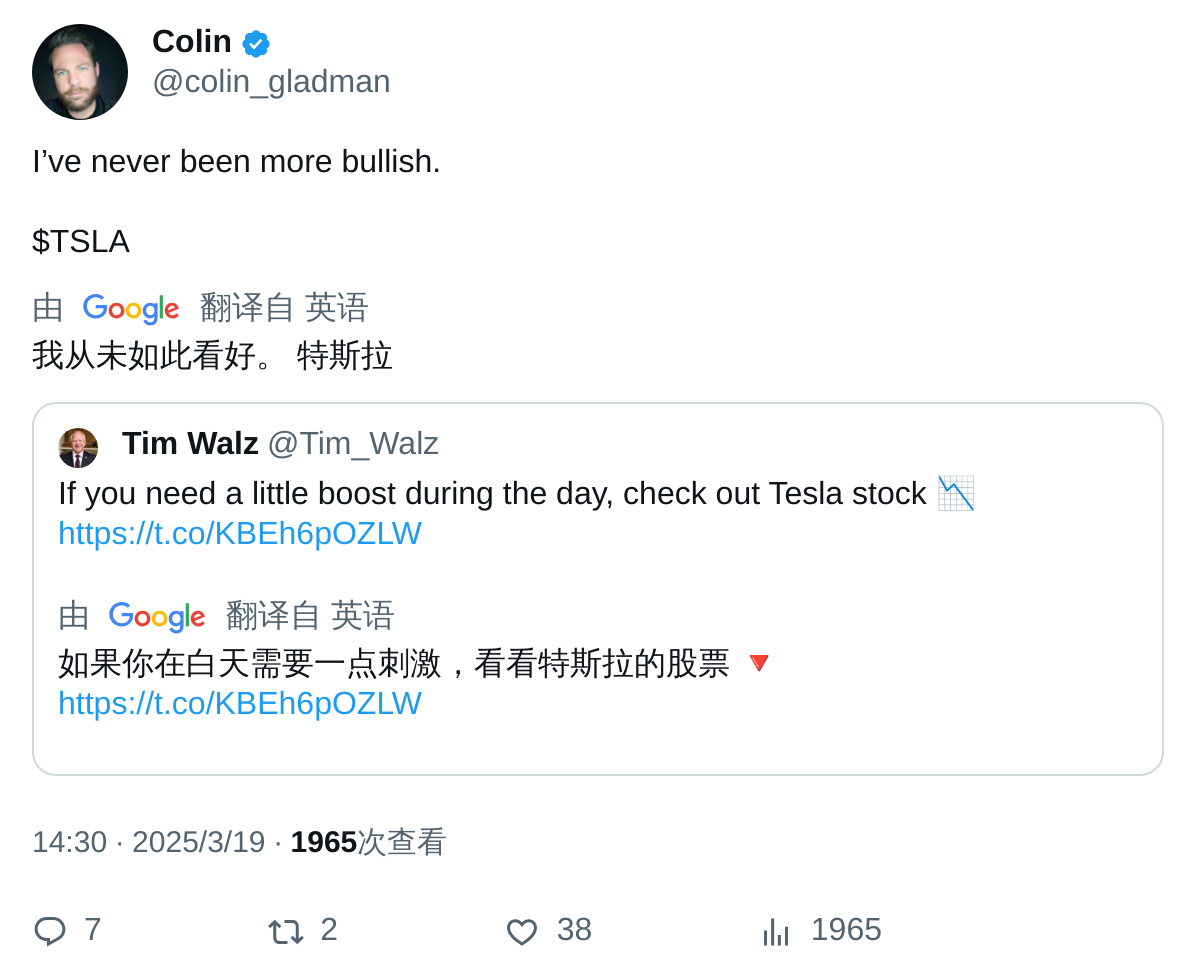 Colin
@colin_gladman
I’ve never been more bullish.
$TSLA
由 Google 翻译自 英语
我从未如此看好。 特斯拉
Tim Walz @Tim_Walz
If you need a little boost during the day, check out Tesla stock 📉
https://t.co/KBEh6pOZLW
由 Google 翻译自 英语
如果你在白天需要一点刺激，看看特斯拉的股票 🔻
https://t.co/KBEh6pOZLW
14:30 · 2025/3/19 · 1965次查看
7 2 38 1965